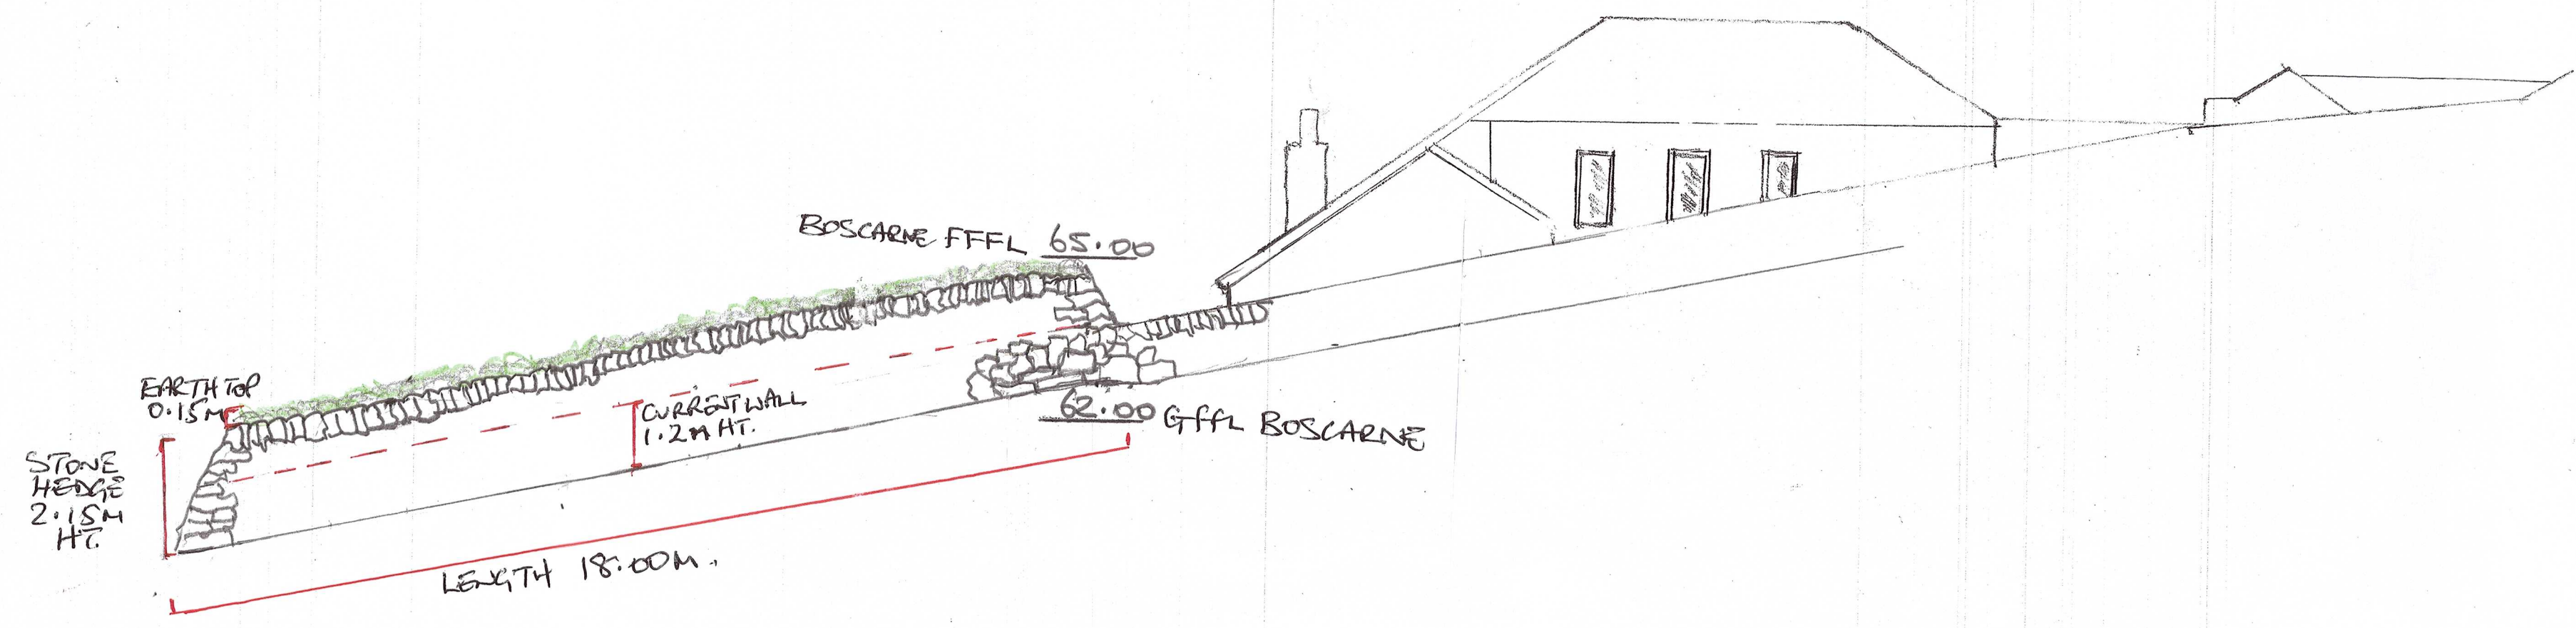 BOSCARNE FFFL 65.00
EARTH TOP
0.15M
CURRENT WALL
1.2M HT.
62.00 GFFL BOSCARNE
STONE
HEDGE
2.15M
HT.
LENGTH 18.00M.